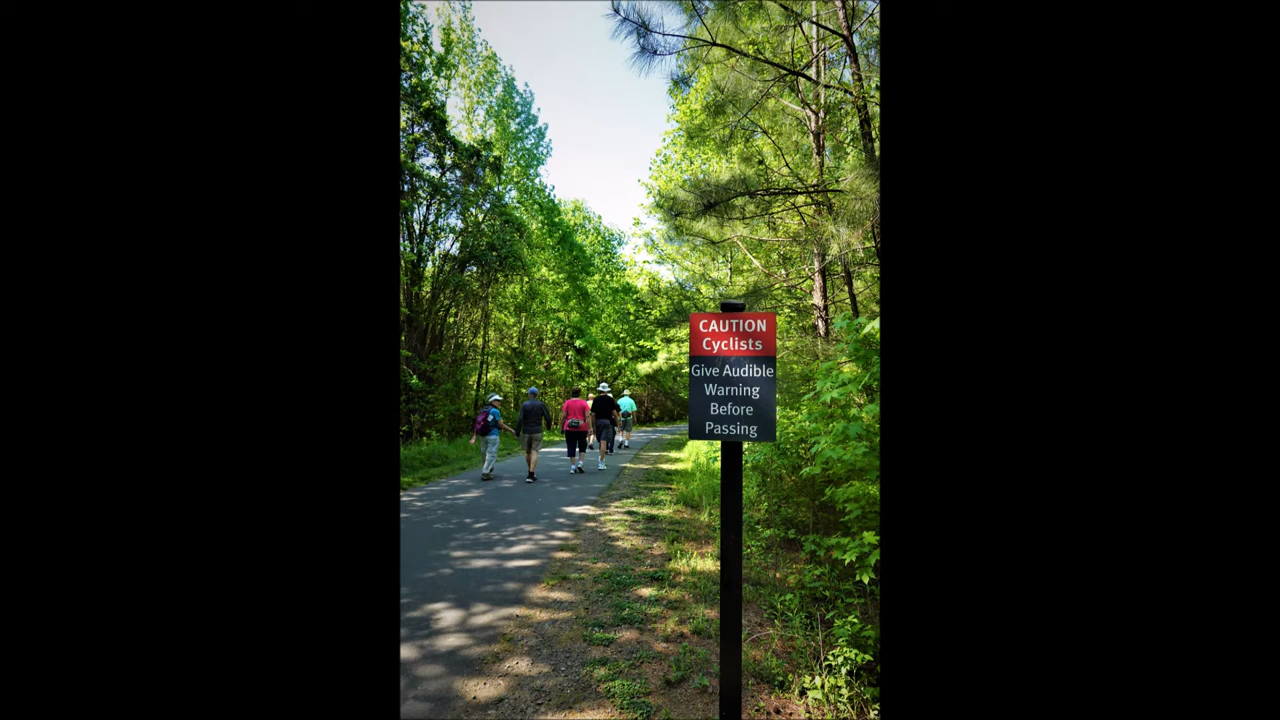 CAUTION
Cyclists
Give Audible
Warning
Before
Passing